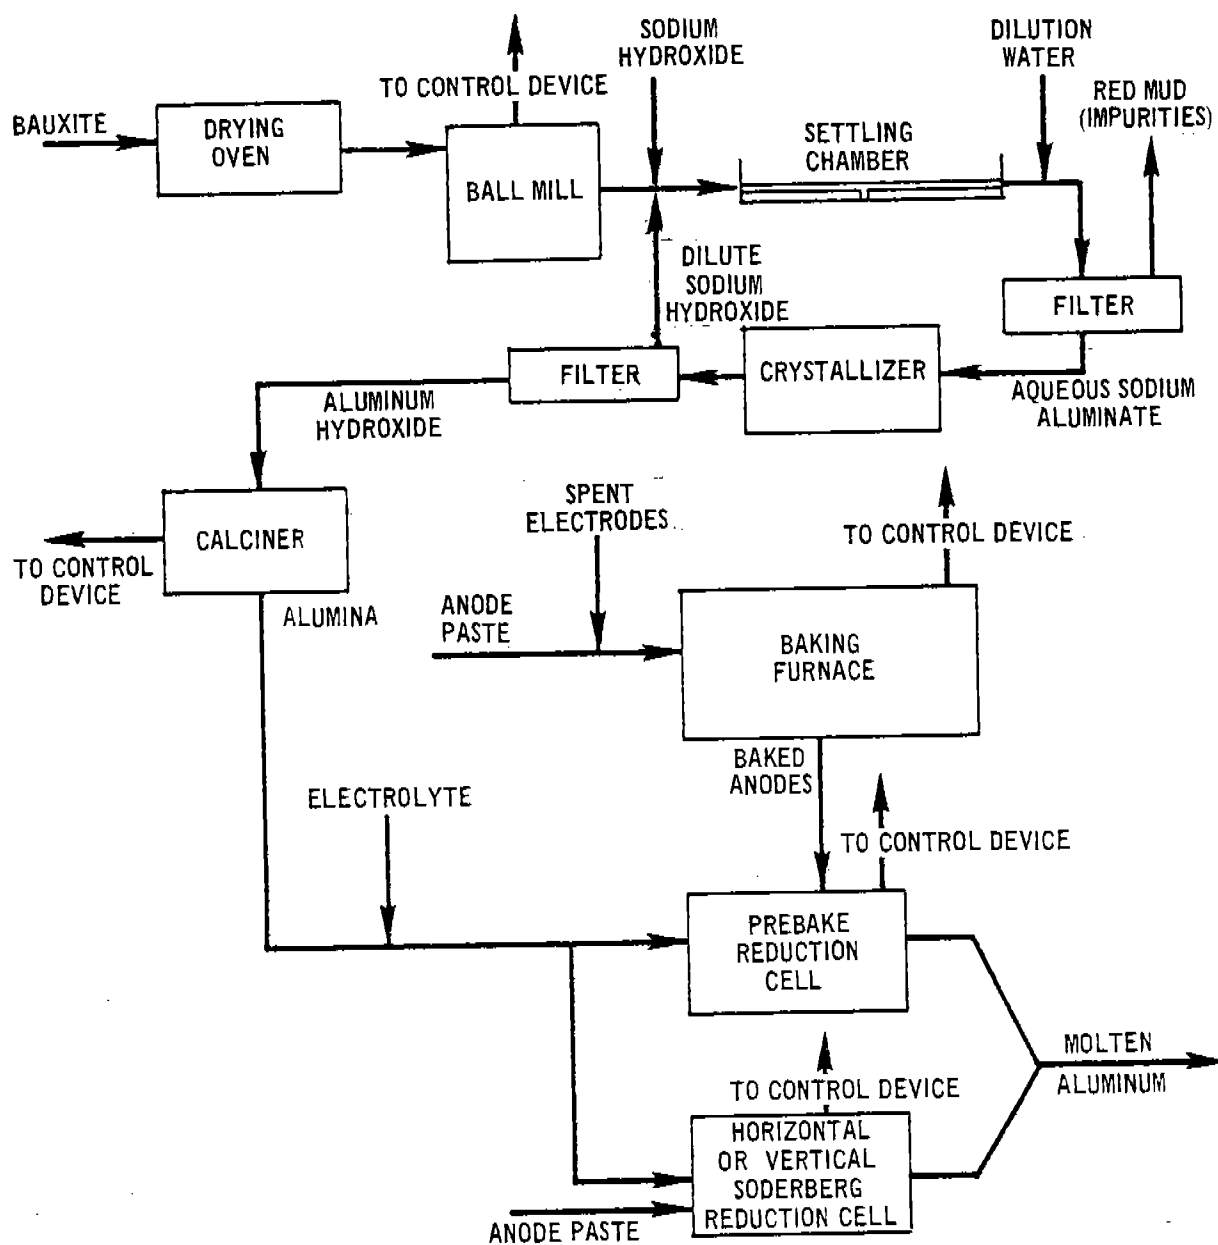 SODIUM
HYDROXIDE
DILUTION
WATER
TO CONTROL DEVICE
RED MUD
(IMPURITIES)
BAUXITE
DRYING
OVEN
BALL MILL
SETTLING
CHAMBER
DILUTE
SODIUM
HYDROXIDE
FILTER
FILTER
CRYSTALLIZER
AQUEOUS SODIUM
ALUMINATE
ALUMINUM
HYDROXIDE
CALCINER
TO CONTROL
DEVICE
ALUMINA
SPENT
ELECTRODES
TO CONTROL DEVICE
ANODE
PASTE
BAKING
FURNACE
BAKED
ANODES
ELECTROLYTE
TO CONTROL DEVICE
PREBAKE
REDUCTION
CELL
MOLTEN
ALUMINUM
TO CONTROL DEVICE
HORIZONTAL
OR VERTICAL
SODERBERG
REDUCTION CELL
ANODE PASTE